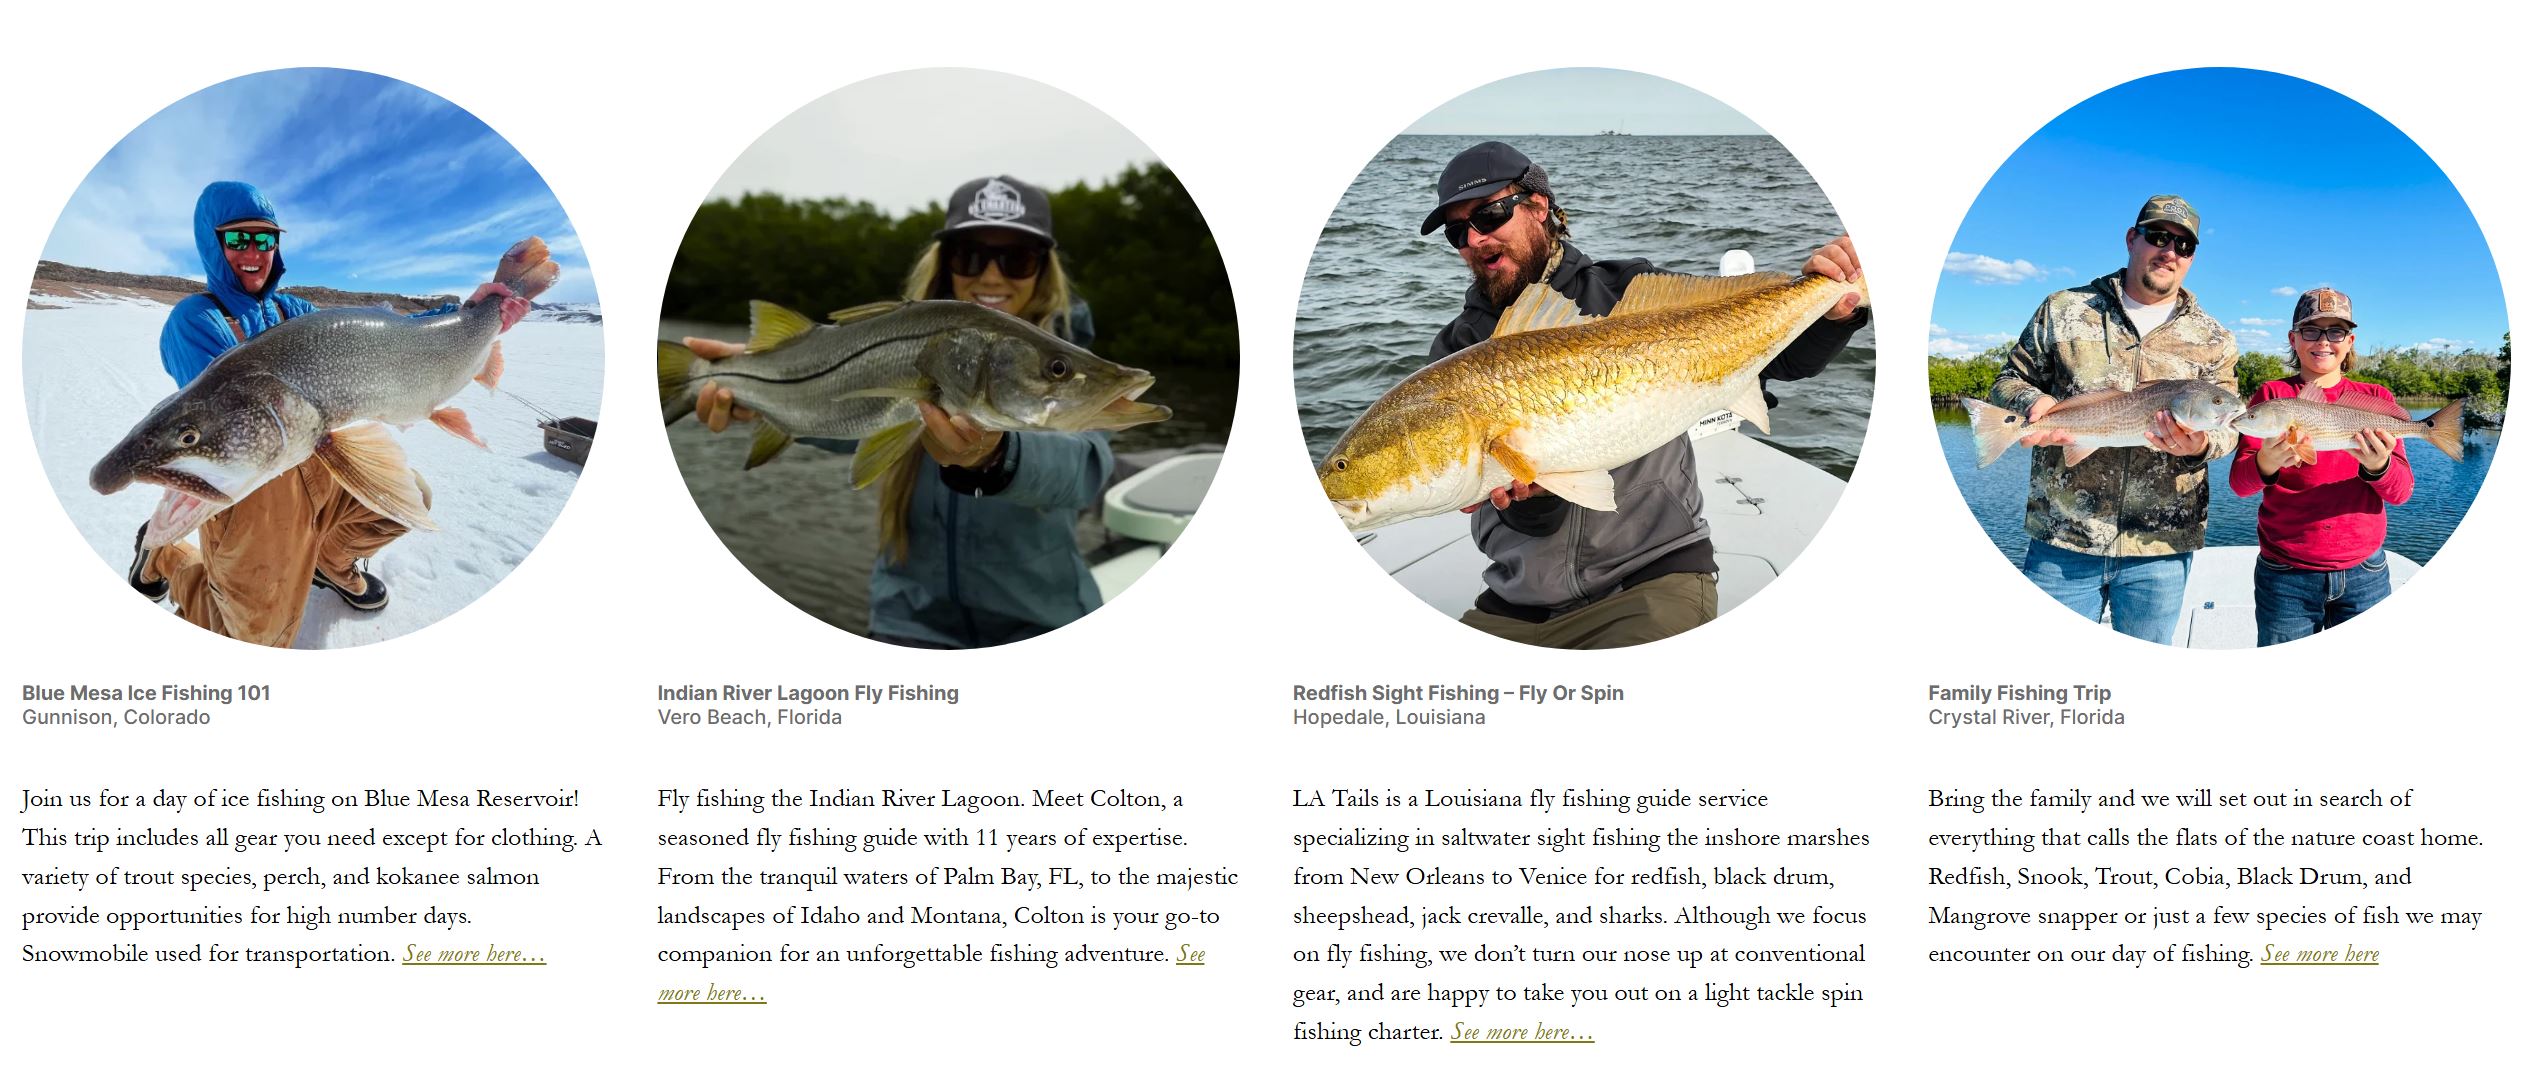 SIMMS
MINN KOTA
Blue Mesa Ice Fishing 101
Gunnison, Colorado
Join us for a day of ice fishing on Blue Mesa Reservoir!
This trip includes all gear you need except for clothing. A
variety of trout species, perch, and kokanee salmon
provide opportunities for high number days.
Snowmobile used for transportation. See more here…
Indian River Lagoon Fly Fishing
Vero Beach, Florida
Fly fishing the Indian River Lagoon. Meet Colton, a
seasoned fly fishing guide with 11 years of expertise.
From the tranquil waters of Palm Bay, FL, to the majestic
landscapes of Idaho and Montana, Colton is your go-to
companion for an unforgettable fishing adventure. See
more here…
Redfish Sight Fishing – Fly Or Spin
Hopedale, Louisiana
LA Tails is a Louisiana fly fishing guide service
specializing in saltwater sight fishing the inshore marshes
from New Orleans to Venice for redfish, black drum,
sheepshead, jack crevalle, and sharks. Although we focus
on fly fishing, we don’t turn our nose up at conventional
gear, and are happy to take you out on a light tackle spin
fishing charter. See more here…
Family Fishing Trip
Crystal River, Florida
Bring the family and we will set out in search of
everything that calls the flats of the nature coast home.
Redfish, Snook, Trout, Cobia, Black Drum, and
Mangrove snapper or just a few species of fish we may
encounter on our day of fishing. See more here